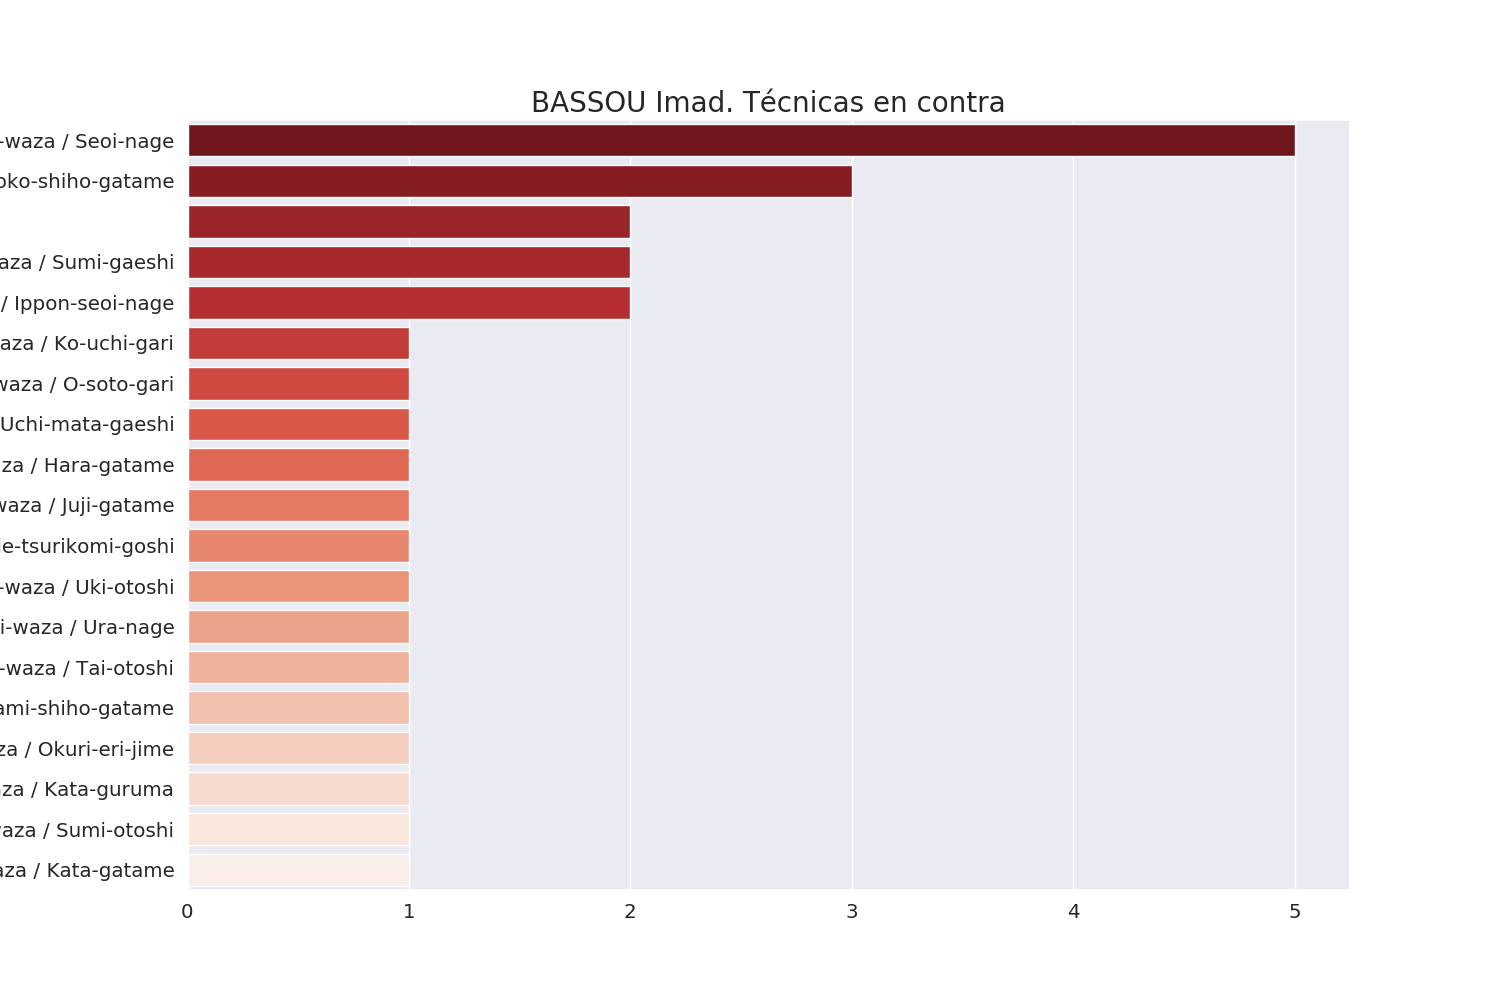 BASSOU Imad. Técnicas en contra
-waza / Seoi-nage
oko-shiho-gatame
aza / Sumi-gaeshi
/ Ippon-seoi-nage
aza / Ko-uchi-gari
waza / O-soto-gari
Uchi-mata-gaeshi
za / Hara-gatame
waza / Juji-gatame
de-tsurikomi-goshi
-waza / Uki-otoshi
i-waza / Ura-nage
-waza / Tai-otoshi
ami-shiho-gatame
za / Okuri-eri-jime
aza / Kata-guruma
waza / Sumi-otoshi
aza / Kata-gatame
0 1 2 3 4 5